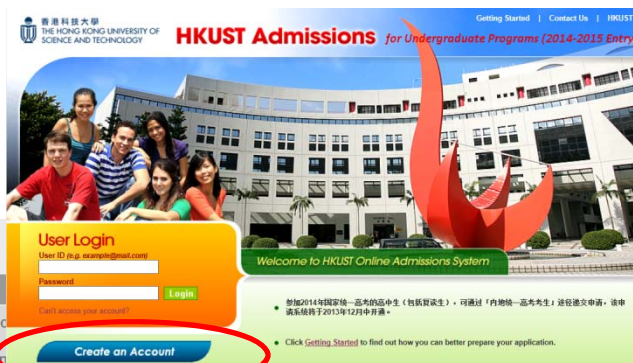 香港科技大學
THE HONG KONG UNIVERSITY OF
SCIENCE AND TECHNOLOGY
HKUST Admissions for Undergraduate Programs (2014-2015 Entry
Getting Started | Contact Us | HKUST
User Login
User ID (e.g. example@mail.com)
Password
Login
Can't access your account?
Create an Account
Welcome to HKUST Online Admissions System
參加2014年国家统一高考的高中生（包括复读生），可通过「内地统一高考考生」途径递交申请。该申
请系统将于2013年12月中开通。
Click Getting Started to find out how you can better prepare your application.